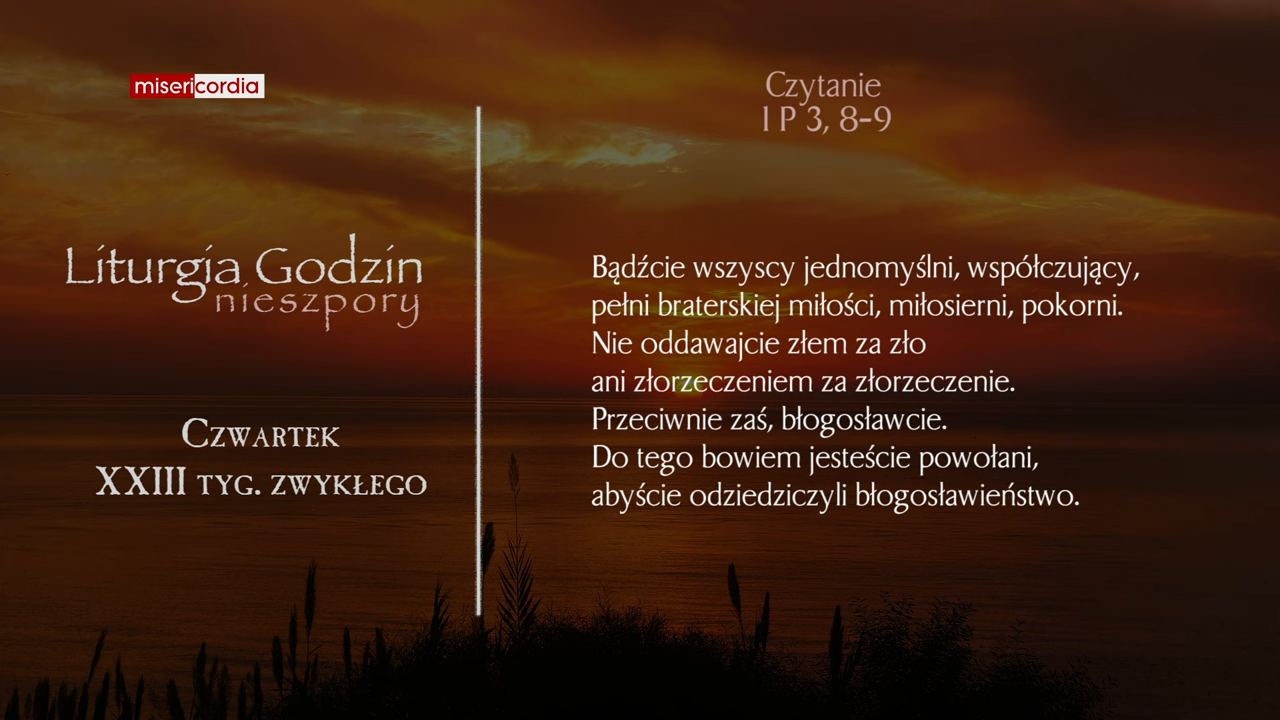 misericordia
Liturgia Godzin
nieszpory
Czwartek
XXIII tyg. zwykłego
Czytanie
1 P 3, 8-9
Bądźcie wszyscy jednomyślni, współczujący,
pełni braterskiej miłości, miłosierni, pokorni.
Nie oddawajcie złem za zło
ani złorzeczeniem za złorzeczenie.
Przeciwnie zaś, błogosławcie.
Do tego bowiem jesteście powołani,
abyście odziedziczyli błogosławieństwo.